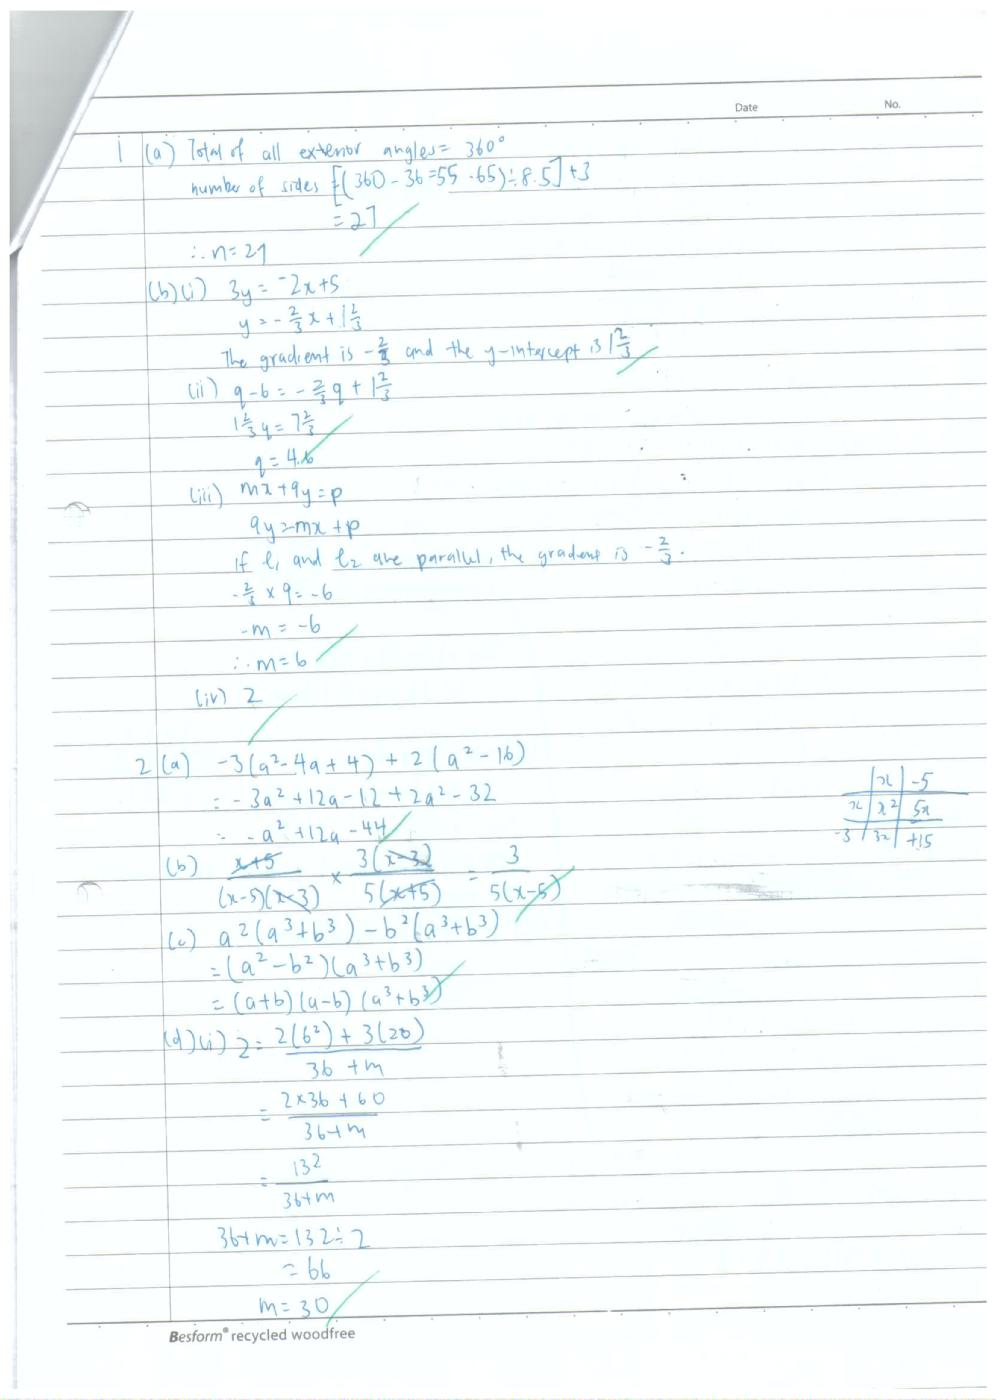 Date No.
1 (a) Total of all exterior angles = 360°
number of sides [(360 - 36 - 55 - 65) ÷ 8.5] + 3
= 27
∴ n = 27
(b)(i) 3y = -2x+5
y = -2/3 x + 1 2/3
The gradient is -2/3 and the y-intercept is 1 2/3
(ii) q-6 = -2/3 q + 1 2/3
1 2/3 q = 7 2/3
q = 4.6
(iii) mx+9y=p
9y=-mx+p
If l₁ and l₂ are parallel, the gradient is -2/3.
-2/3 × 9 = -6
-m = -6
∴ m = 6
(iv) 2
2 (a) -3(a²-4a+4) + 2(a²-16)
= -3a²+12a-12+2a²-32
= -a²+12a-44
x -5
x x² 5x
-3 3x +15
(b) x+5/(x-5)(x-3) × 3(x-3)/5(x+5) = 3/5(x-5)
(c) a²(a³+b³) - b²(a³+b³)
= (a²-b²)(a³+b³)
= (a+b)(a-b)(a³+b³)
(d)(i) 2 = 2(6²) + 3(20)/36+m
= 2×36+60/36+m
= 132/36+m
36+m = 132 ÷ 2
= 66
m = 30
Besform® recycled woodfree